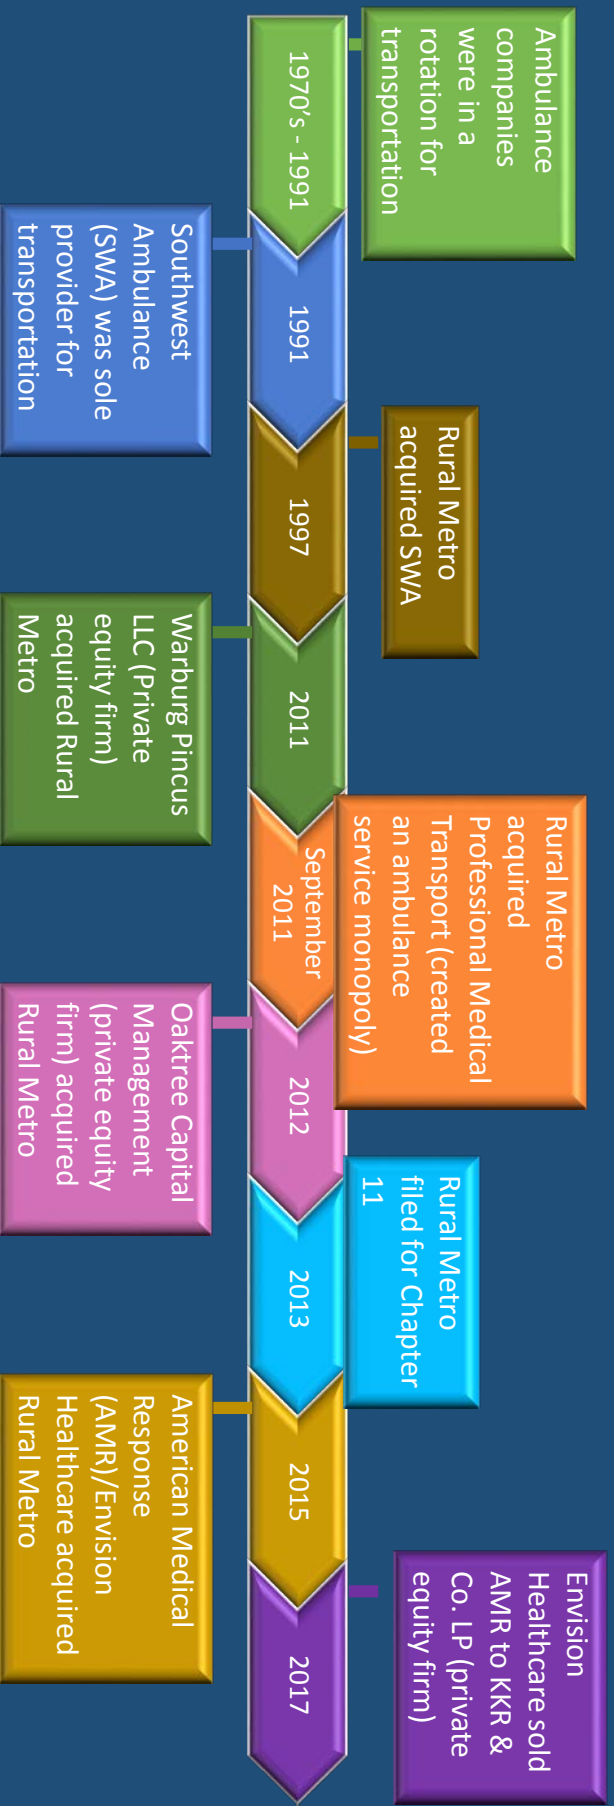 Ambulance
companies
were in a
rotation for
transportation
1970's - 1991
1991
Southwest
Ambulance
(SWA) was sole
provider for
transportation
Rural Metro
acquired SWA
1997
2011
Warburg Pincus
LLC (Private
equity firm)
acquired Rural
Metro
Rural Metro
acquired
Professional Medical
Transport (created
an ambulance
service monopoly)
September
2011
2012
Oaktree Capital
Management
(private equity
firm) acquired
Rural Metro
Rural Metro
filed for Chapter
11
2013
2015
American Medical
Response
(AMR)/Envision
Healthcare acquired
Rural Metro
Envision
Healthcare sold
AMR to KKR &
Co. LP (private
equity firm)
2017